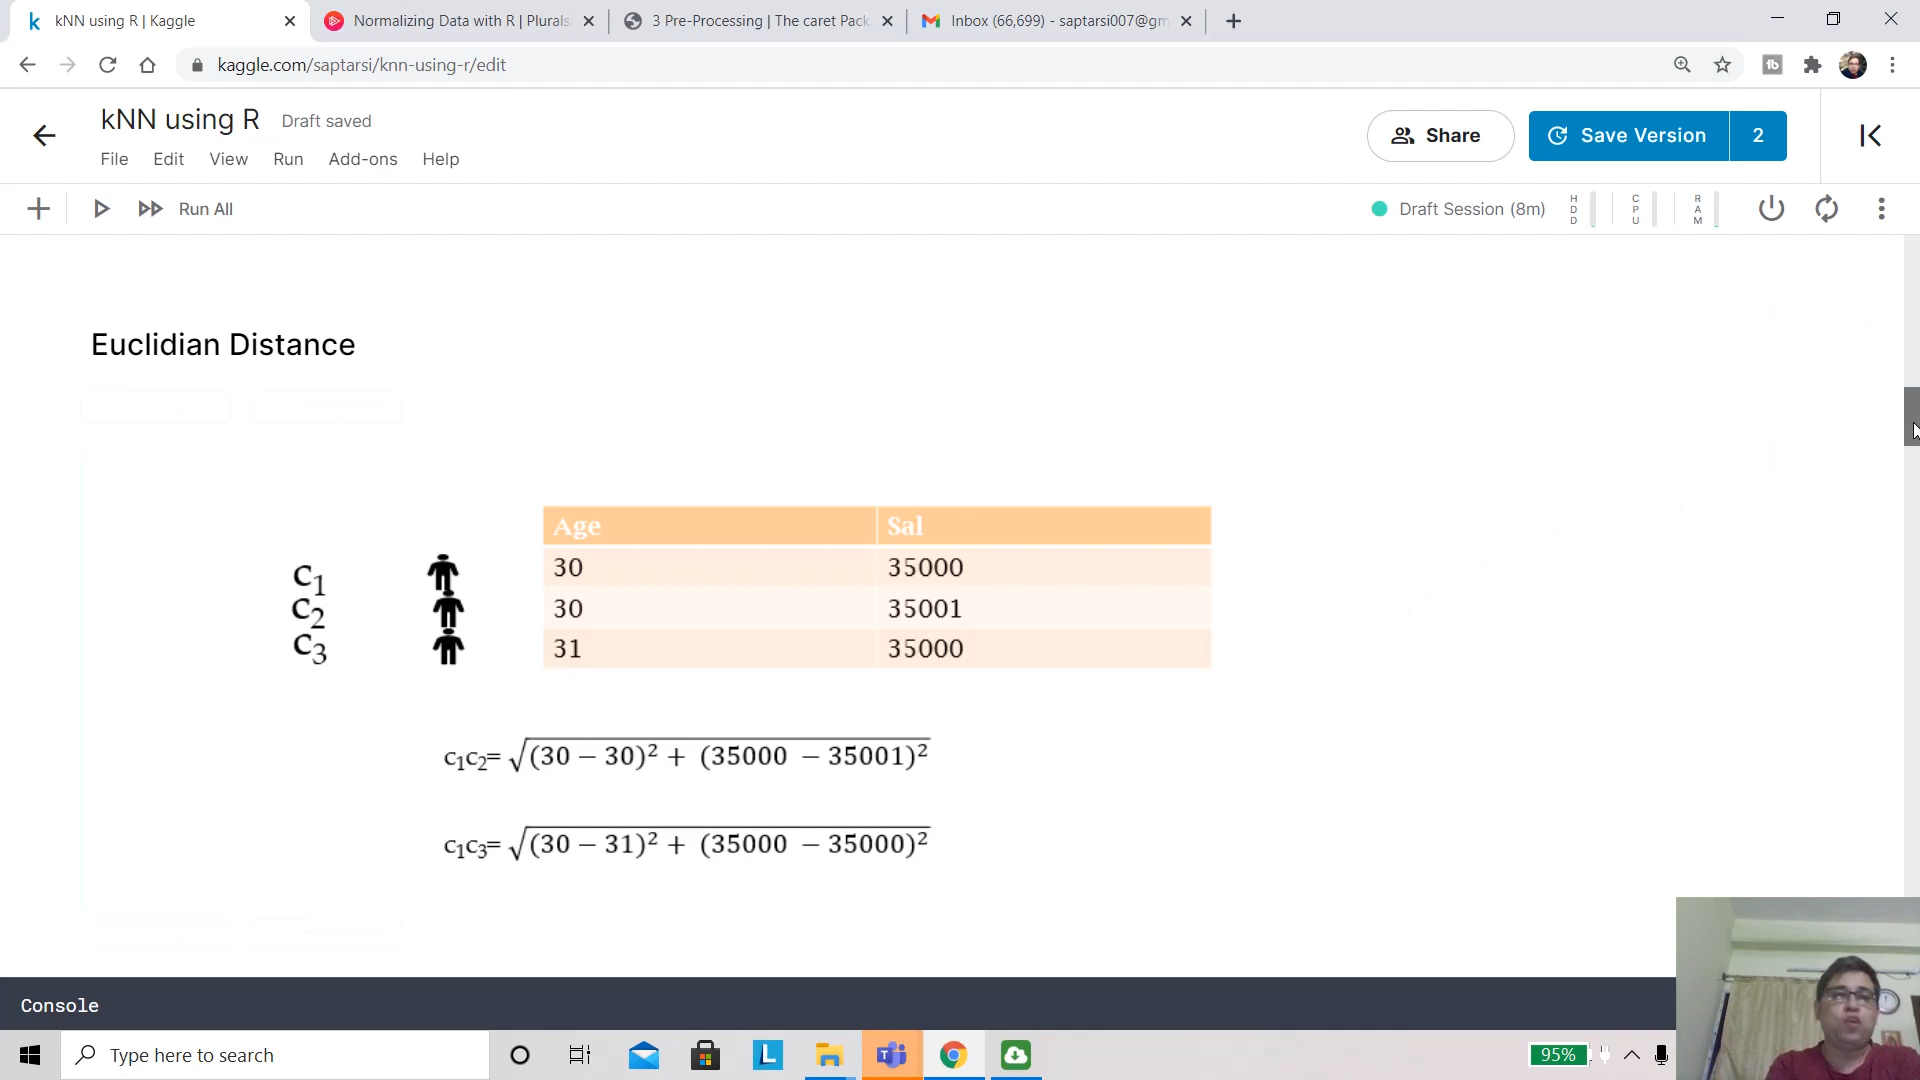 kNN using R | Kaggle
Normalizing Data with R | Plurals
3 Pre-Processing | The caret Pack
Inbox (66,699) - saptarsi007@gm
kaggle.com/saptarsi/knn-using-r/edit
kNN using R
Draft saved
File Edit View Run Add-ons Help
Share
Save Version 2
Run All
Draft Session (8m)
HDD
CPU
RAM
Euclidian Distance
Age Sal
c₁ 30 35000
c₂ 30 35001
c₃ 31 35000
c₁c₂= √(30 − 30)² + (35000 − 35001)²
c₁c₃= √(30 − 31)² + (35000 − 35000)²
Console
Type here to search
95%